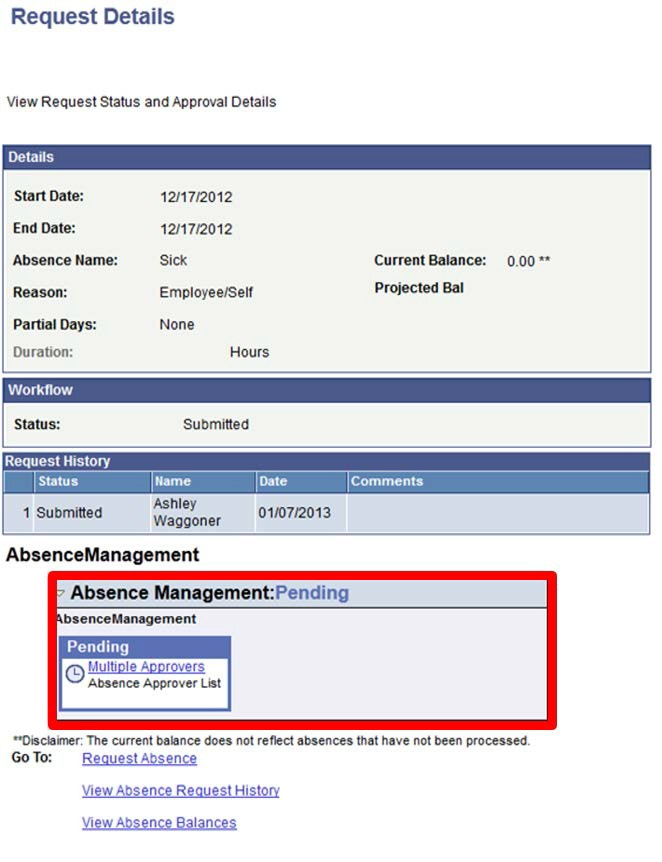 Request Details
View Request Status and Approval Details
Details
Start Date: 12/17/2012
End Date: 12/17/2012
Absence Name: Sick Current Balance: 0.00 **
Reason: Employee/Self Projected Bal
Partial Days: None
Duration: Hours
Workflow
Status: Submitted
Request History
Status Name Date Comments
1 Submitted Ashley Waggoner 01/07/2013
AbsenceManagement
Absence Management:Pending
AbsenceManagement
Pending
Multiple Approvers
Absence Approver List
**Disclaimer: The current balance does not reflect absences that have not been processed.
Go To: Request Absence
View Absence Request History
View Absence Balances